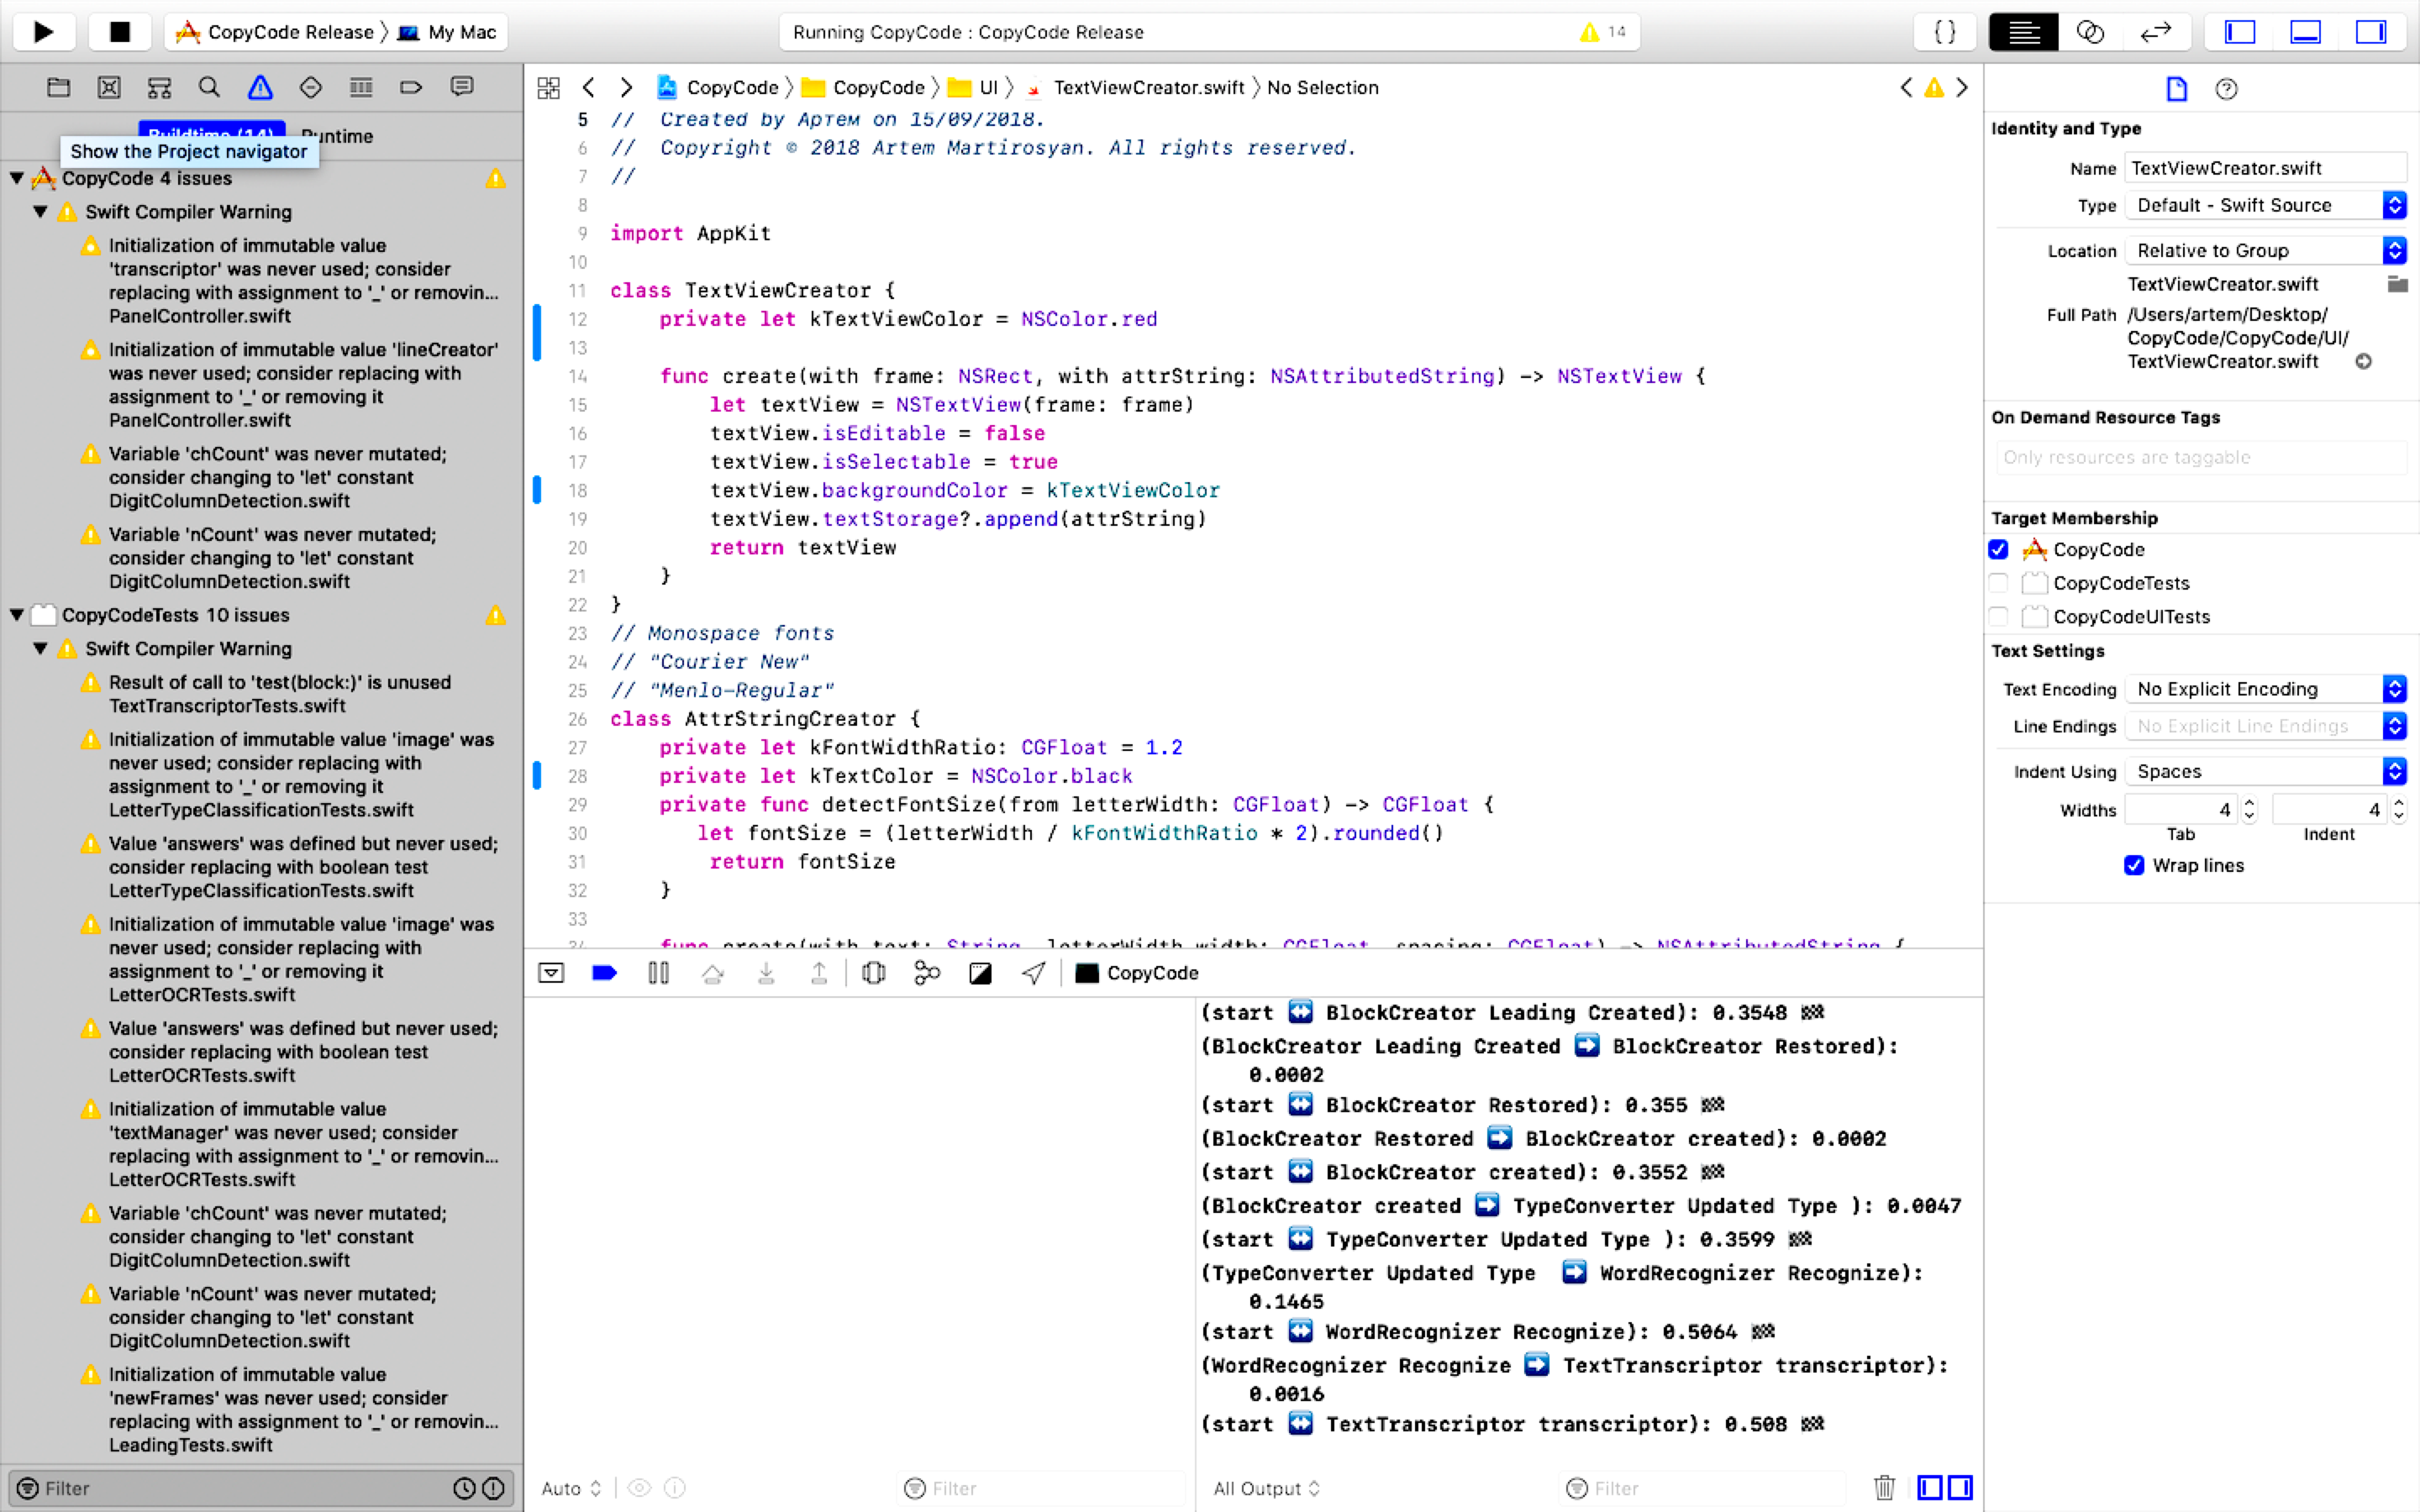 CopyCode Release 〉 My Mac
Running CopyCode : CopyCode Release
14
{}
Buildtime (14)
Runtime
Show the Project navigator
CopyCode 4 issues
Swift Compiler Warning
Initialization of immutable value
'transcriptor' was never used; consider
replacing with assignment to '_' or removin...
PanelController.swift
Initialization of immutable value 'lineCreator'
was never used; consider replacing with
assignment to '_' or removing it
PanelController.swift
Variable 'chCount' was never mutated;
consider changing to 'let' constant
DigitColumnDetection.swift
Variable 'nCount' was never mutated;
consider changing to 'let' constant
DigitColumnDetection.swift
CopyCodeTests 10 issues
Swift Compiler Warning
Result of call to 'test(block:)' is unused
TextTranscriptorTests.swift
Initialization of immutable value 'image' was
never used; consider replacing with
assignment to '_' or removing it
LetterTypeClassificationTests.swift
Value 'answers' was defined but never used;
consider replacing with boolean test
LetterTypeClassificationTests.swift
Initialization of immutable value 'image' was
never used; consider replacing with
assignment to '_' or removing it
LetterOCRTests.swift
Value 'answers' was defined but never used;
consider replacing with boolean test
LetterOCRTests.swift
Initialization of immutable value
'textManager' was never used; consider
replacing with assignment to '_' or removin...
LetterOCRTests.swift
Variable 'chCount' was never mutated;
consider changing to 'let' constant
DigitColumnDetection.swift
Variable 'nCount' was never mutated;
consider changing to 'let' constant
DigitColumnDetection.swift
Initialization of immutable value
'newFrames' was never used; consider
replacing with assignment to '_' or removin...
LeadingTests.swift
Filter
CopyCode 〉 CopyCode 〉 UI 〉 TextViewCreator.swift 〉 No Selection
5 // Created by Артем on 15/09/2018.
6 // Copyright © 2018 Artem Martirosyan. All rights reserved.
7 //
8
9 import AppKit
10
11 class TextViewCreator {
12 private let kTextViewColor = NSColor.red
13
14 func create(with frame: NSRect, with attrString: NSAttributedString) -> NSTextView {
15 let textView = NSTextView(frame: frame)
16 textView.isEditable = false
17 textView.isSelectable = true
18 textView.backgroundColor = kTextViewColor
19 textView.textStorage?.append(attrString)
20 return textView
21 }
22 }
23 // Monospace fonts
24 // "Courier New"
25 // "Menlo-Regular"
26 class AttrStringCreator {
27 private let kFontWidthRatio: CGFloat = 1.2
28 private let kTextColor = NSColor.black
29 private func detectFontSize(from letterWidth: CGFloat) -> CGFloat {
30 let fontSize = (letterWidth / kFontWidthRatio * 2).rounded()
31 return fontSize
32 }
33
34 func create(with text: String, letterWidth width: CGFloat, spacing: CGFloat) -> NSAttributedString {
CopyCode
(start ↔️ BlockCreator Leading Created): 0.3548 🏁
(BlockCreator Leading Created ➡️ BlockCreator Restored):
0.0002
(start ↔️ BlockCreator Restored): 0.355 🏁
(BlockCreator Restored ➡️ BlockCreator created): 0.0002
(start ↔️ BlockCreator created): 0.3552 🏁
(BlockCreator created ➡️ TypeConverter Updated Type ): 0.0047
(start ↔️ TypeConverter Updated Type ): 0.3599 🏁
(TypeConverter Updated Type ➡️ WordRecognizer Recognize):
0.1465
(start ↔️ WordRecognizer Recognize): 0.5064 🏁
(WordRecognizer Recognize ➡️ TextTranscriptor transcriptor):
0.0016
(start ↔️ TextTranscriptor transcriptor): 0.508 🏁
Auto
Filter
All Output
Filter
Identity and Type
Name TextViewCreator.swift
Type Default - Swift Source
Location Relative to Group
TextViewCreator.swift
Full Path /Users/artem/Desktop/
CopyCode/CopyCode/UI/
TextViewCreator.swift
On Demand Resource Tags
Only resources are taggable
Target Membership
CopyCode
CopyCodeTests
CopyCodeUITests
Text Settings
Text Encoding No Explicit Encoding
Line Endings No Explicit Line Endings
Indent Using Spaces
Widths 4 4
Tab Indent
Wrap lines